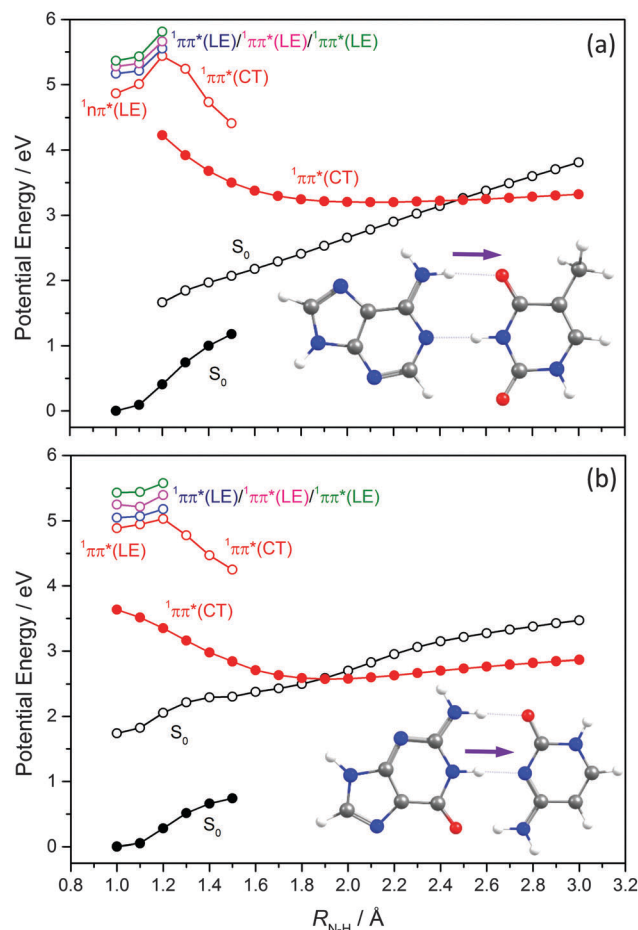 6
5
4
3
2
1
0
Potential Energy / eV
(a)
¹ππ*(LE)/¹ππ*(LE)/¹ππ*(LE)
¹ππ*(CT)
¹nπ*(LE)
¹ππ*(CT)
S₀
S₀
6
5
4
3
2
1
0
Potential Energy / eV
(b)
¹ππ*(LE)/¹ππ*(LE)/¹ππ*(LE)
¹ππ*(LE)
¹ππ*(CT)
¹ππ*(CT)
S₀
S₀
0.8 1.0 1.2 1.4 1.6 1.8 2.0 2.2 2.4 2.6 2.8 3.0 3.2
R_N-H / Å